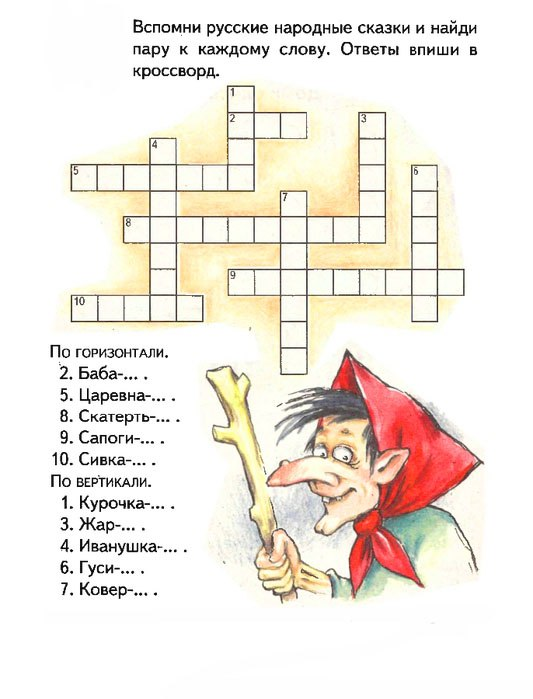 Вспомни русские народные сказки и найди
пару к каждому слову. Ответы впиши в
кроссворд.
1
2
3
4
5
6
7
8
9
10
По горизонтали.
2. Баба-... .
5. Царевна-... .
8. Скатерть-... .
9. Сапоги-... .
10. Сивка-... .
По вертикали.
1. Курочка-... .
3. Жар-... .
4. Иванушка-... .
6. Гуси-... .
7. Ковер-... .